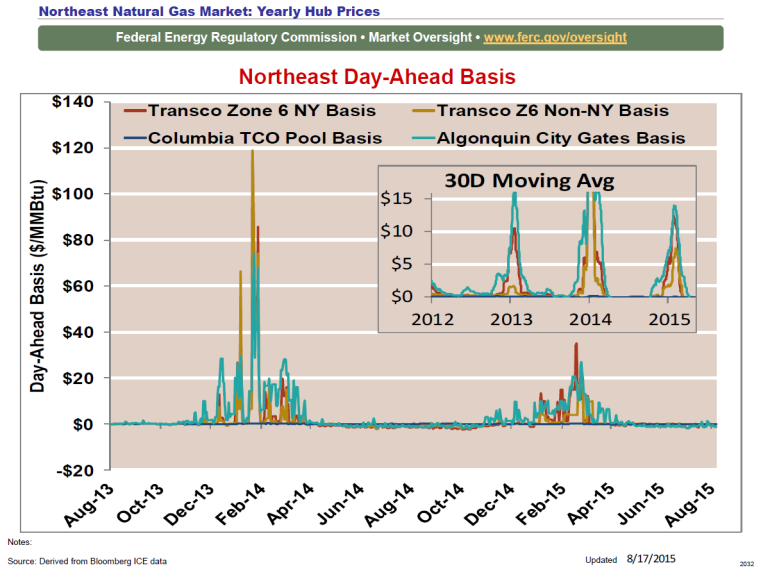 Northeast Natural Gas Market: Yearly Hub Prices
Federal Energy Regulatory Commission • Market Oversight • www.ferc.gov/oversight
Northeast Day-Ahead Basis
Transco Zone 6 NY Basis
Transco Z6 Non-NY Basis
Columbia TCO Pool Basis
Algonquin City Gates Basis
Day-Ahead Basis ($/MMBtu)
$140
$120
$100
$80
$60
$40
$20
$0
-$20
30D Moving Avg
$15
$10
$5
$0
2012 2013 2014 2015
Aug-13 Oct-13 Dec-13 Feb-14 Apr-14 Jun-14 Aug-14 Oct-14 Dec-14 Feb-15 Apr-15 Jun-15 Aug-15
Notes:
Source: Derived from Bloomberg ICE data
Updated 8/17/2015
2032